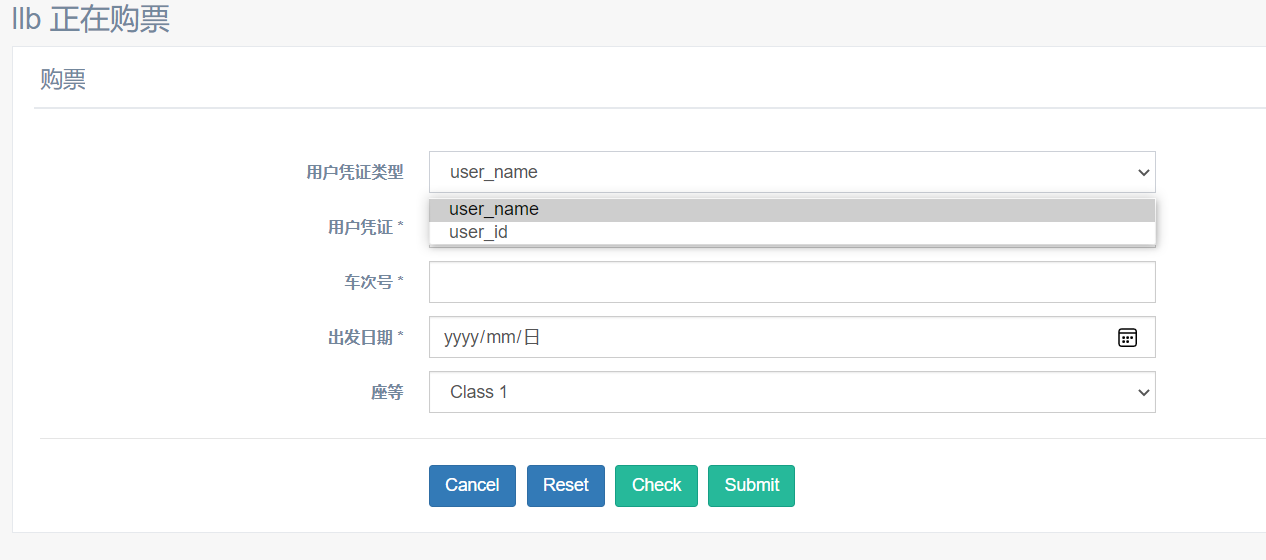 llb 正在购票
购票
用户凭证类型
user_name
user_name
用户凭证 *
user_id
车次号 *
出发日期 *
yyyy/mm/日
座等
Class 1
Cancel
Reset
Check
Submit